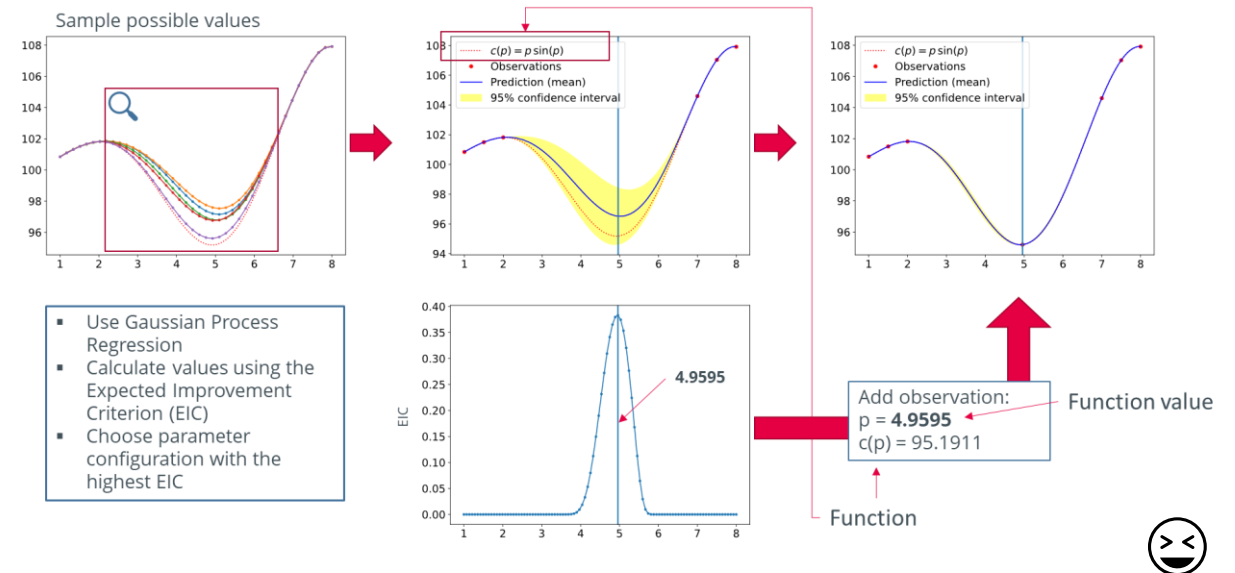 Sample possible values
108
106
104
102
100
98
96
1 2 3 4 5 6 7 8
108
106
104
102
100
98
96
94
c(p) = p sin(p)
Observations
Prediction (mean)
95% confidence interval
1 2 3 4 5 6 7 8
108
106
104
102
100
98
96
c(p) = p sin(p)
Observations
Prediction (mean)
95% confidence interval
1 2 3 4 5 6 7 8
▪ Use Gaussian Process
Regression
▪ Calculate values using the
Expected Improvement
Criterion (EIC)
▪ Choose parameter
configuration with the
highest EIC
EIC
0.40
0.35
0.30
0.25
0.20
0.15
0.10
0.05
0.00
4.9595
1 2 3 4 5 6 7 8
Add observation:
p = 4.9595
c(p) = 95.1911
Function value
Function